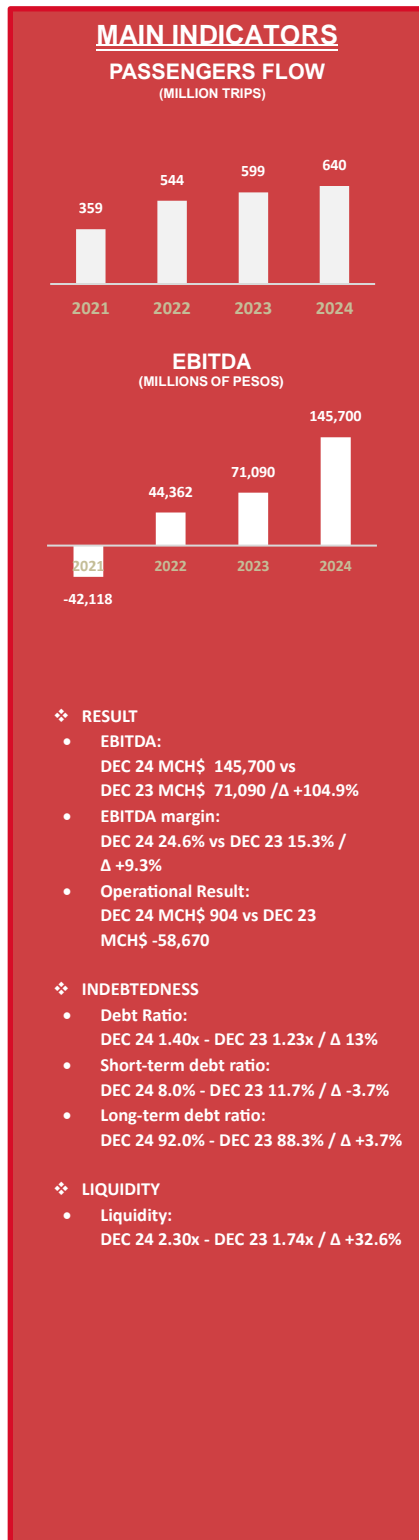 MAIN INDICATORS
PASSENGERS FLOW
(MILLION TRIPS)
359
544
599
640
2021
2022
2023
2024
EBITDA
(MILLIONS OF PESOS)
145,700
71,090
44,362
2021
2022
2023
2024
-42,118
❖ RESULT
• EBITDA:
DEC 24 MCH$ 145,700 vs
DEC 23 MCH$ 71,090 /Δ +104.9%
• EBITDA margin:
DEC 24 24.6% vs DEC 23 15.3% /
Δ +9.3%
• Operational Result:
DEC 24 MCH$ 904 vs DEC 23
MCH$ -58,670
❖ INDEBTEDNESS
• Debt Ratio:
DEC 24 1.40x - DEC 23 1.23x / Δ 13%
• Short-term debt ratio:
DEC 24 8.0% - DEC 23 11.7% / Δ -3.7%
• Long-term debt ratio:
DEC 24 92.0% - DEC 23 88.3% / Δ +3.7%
❖ LIQUIDITY
• Liquidity:
DEC 24 2.30x - DEC 23 1.74x / Δ +32.6%